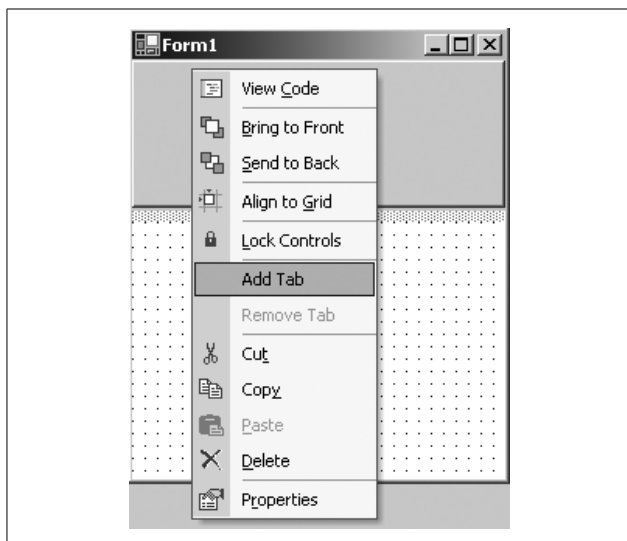 Form1
View Code
Bring to Front
Send to Back
Align to Grid
Lock Controls
Add Tab
Remove Tab
Cut
Copy
Paste
Delete
Properties